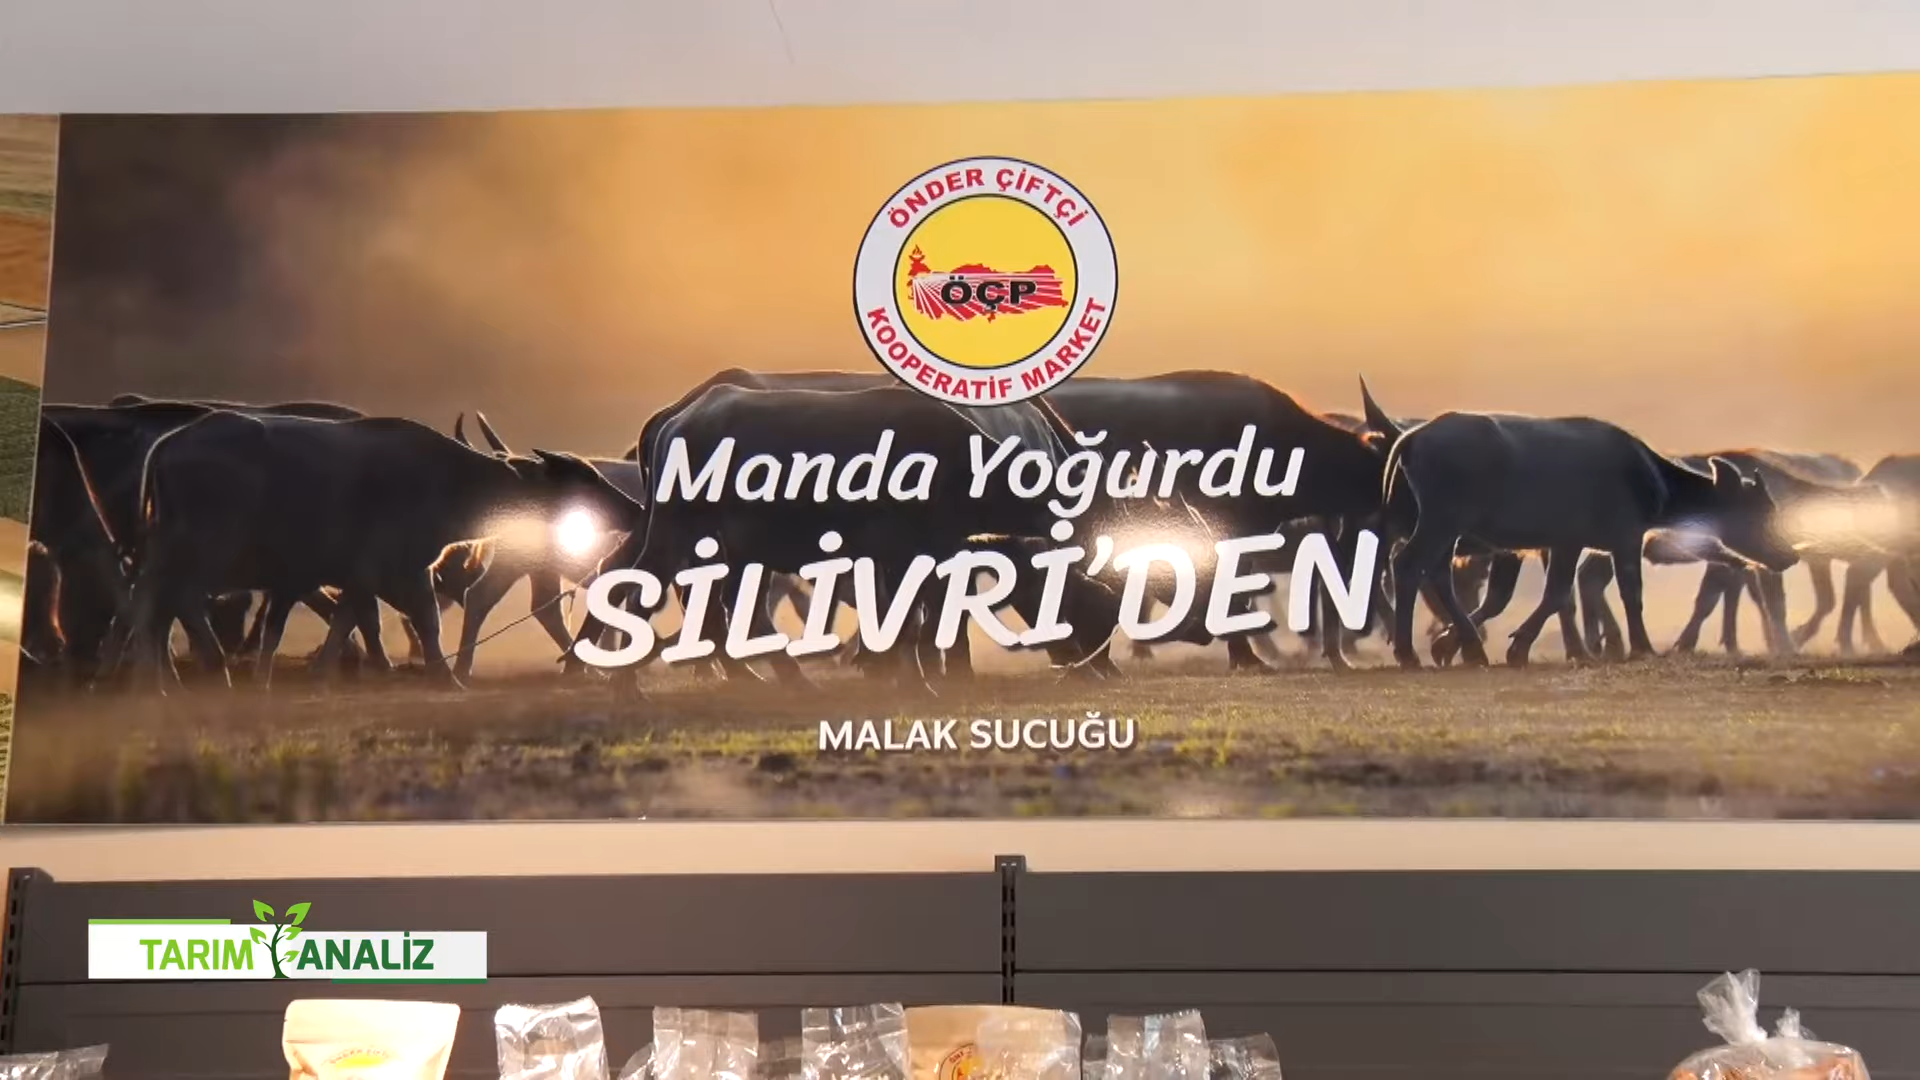 ÖNDER ÇİFTÇİ
ÖÇP
KOOPERATİF MARKET
Manda Yoğurdu
SİLİVRİ'DEN
MALAK SUCUĞU
TARIM ANALİZ